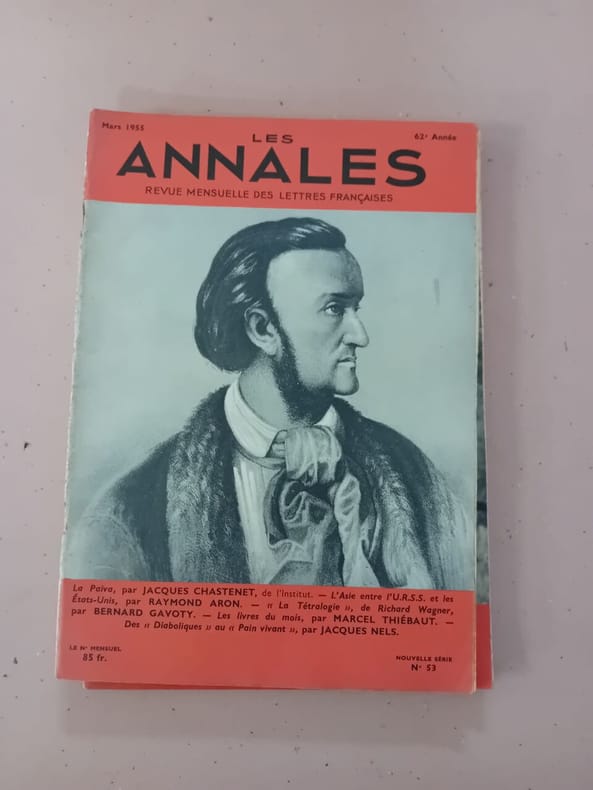 Mars 1955
62e Année
LES
ANNALES
REVUE MENSUELLE DES LETTRES FRANÇAISES
La Païva, par JACQUES CHASTENET, de l'Institut. — L'Asie entre l'U.R.S.S. et les
États-Unis, par RAYMOND ARON. — « La Tétralogie », de Richard Wagner,
par BERNARD GAVOTY. — Les livres du mois, par MARCEL THIÉBAUT. —
Des « Diaboliques » au « Pain vivant », par JACQUES NELS.
LE No MENSUEL
85 fr.
NOUVELLE SÉRIE
No 53